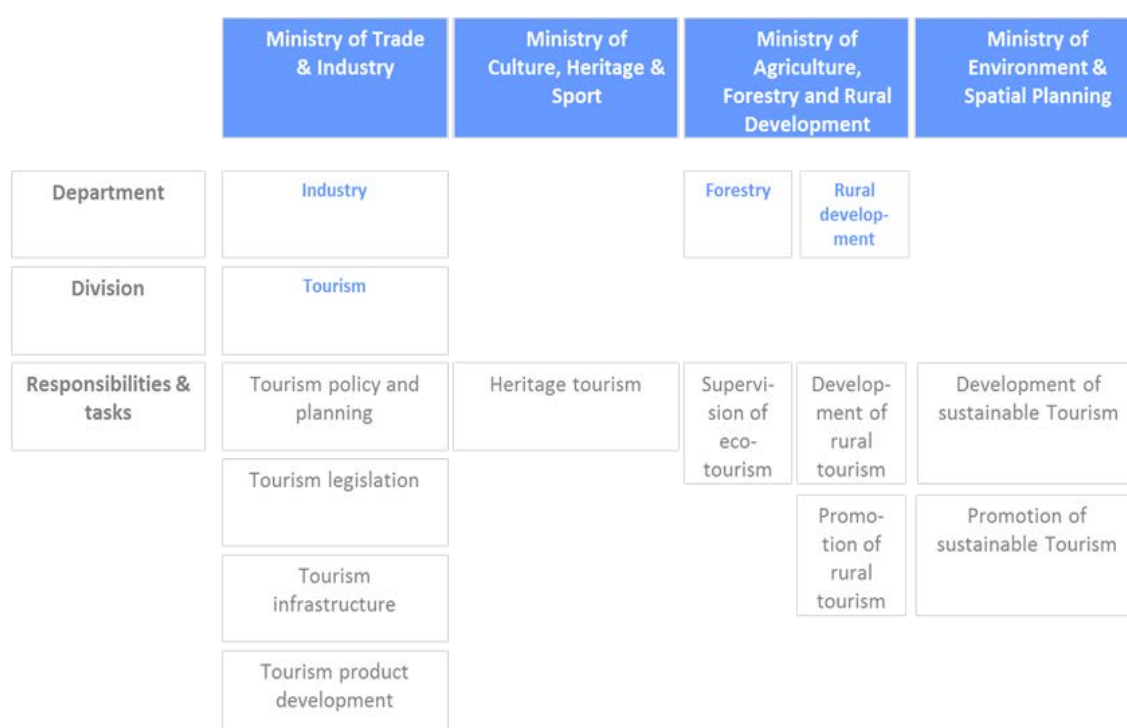 Ministry of Trade
& Industry
Ministry of
Culture, Heritage &
Sport
Ministry of
Agriculture,
Forestry and Rural
Development
Ministry of
Environment &
Spatial Planning
Department
Industry
Forestry
Rural
develop-
ment
Division
Tourism
Responsibilities &
tasks
Tourism policy and
planning
Heritage tourism
Supervi-
sion of
eco-
tourism
Develop-
ment of
rural
tourism
Development of
sustainable Tourism
Tourism legislation
Promo-
tion of
rural
tourism
Promotion of
sustainable Tourism
Tourism
infrastructure
Tourism product
development